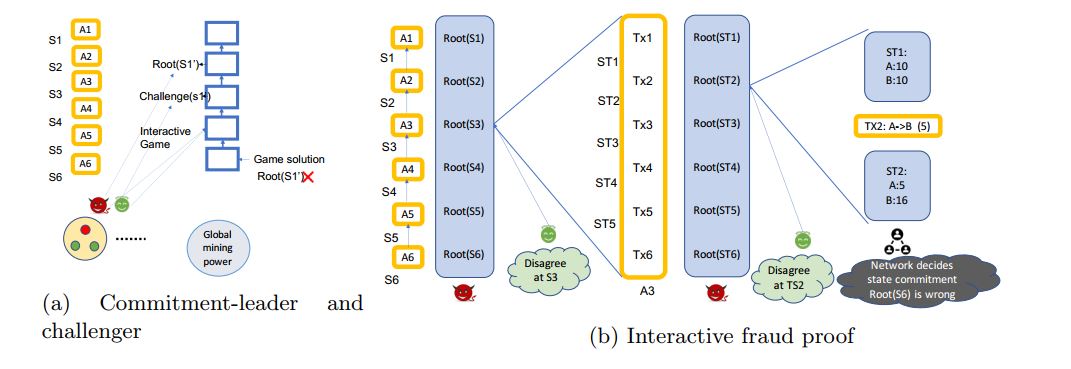 A1
S1
A2
S2
A3
S3
A4
S4
A5
S5
A6
S6
Root(S1')
Challenge(s1')
Interactive
Game
Game solution
Root(S1')
.......
Global
mining
power
(a) Commitment-leader and
challenger
A1
S1
A2
S2
A3
S3
A4
S4
A5
S5
A6
S6
Root(S1)
Root(S2)
Root(S3)
Root(S4)
Root(S5)
Root(S6)
Disagree
at S3
Tx1
ST1
Tx2
ST2
Tx3
ST3
Tx4
ST4
Tx5
ST5
Tx6
A3
Root(ST1)
Root(ST2)
Root(ST3)
Root(ST4)
Root(ST5)
Root(ST6)
Disagree
at TS2
ST1:
A:10
B:10
TX2: A->B (5)
ST2:
A:5
B:16
Network decides
state commitment
Root(S6) is wrong
(b) Interactive fraud proof